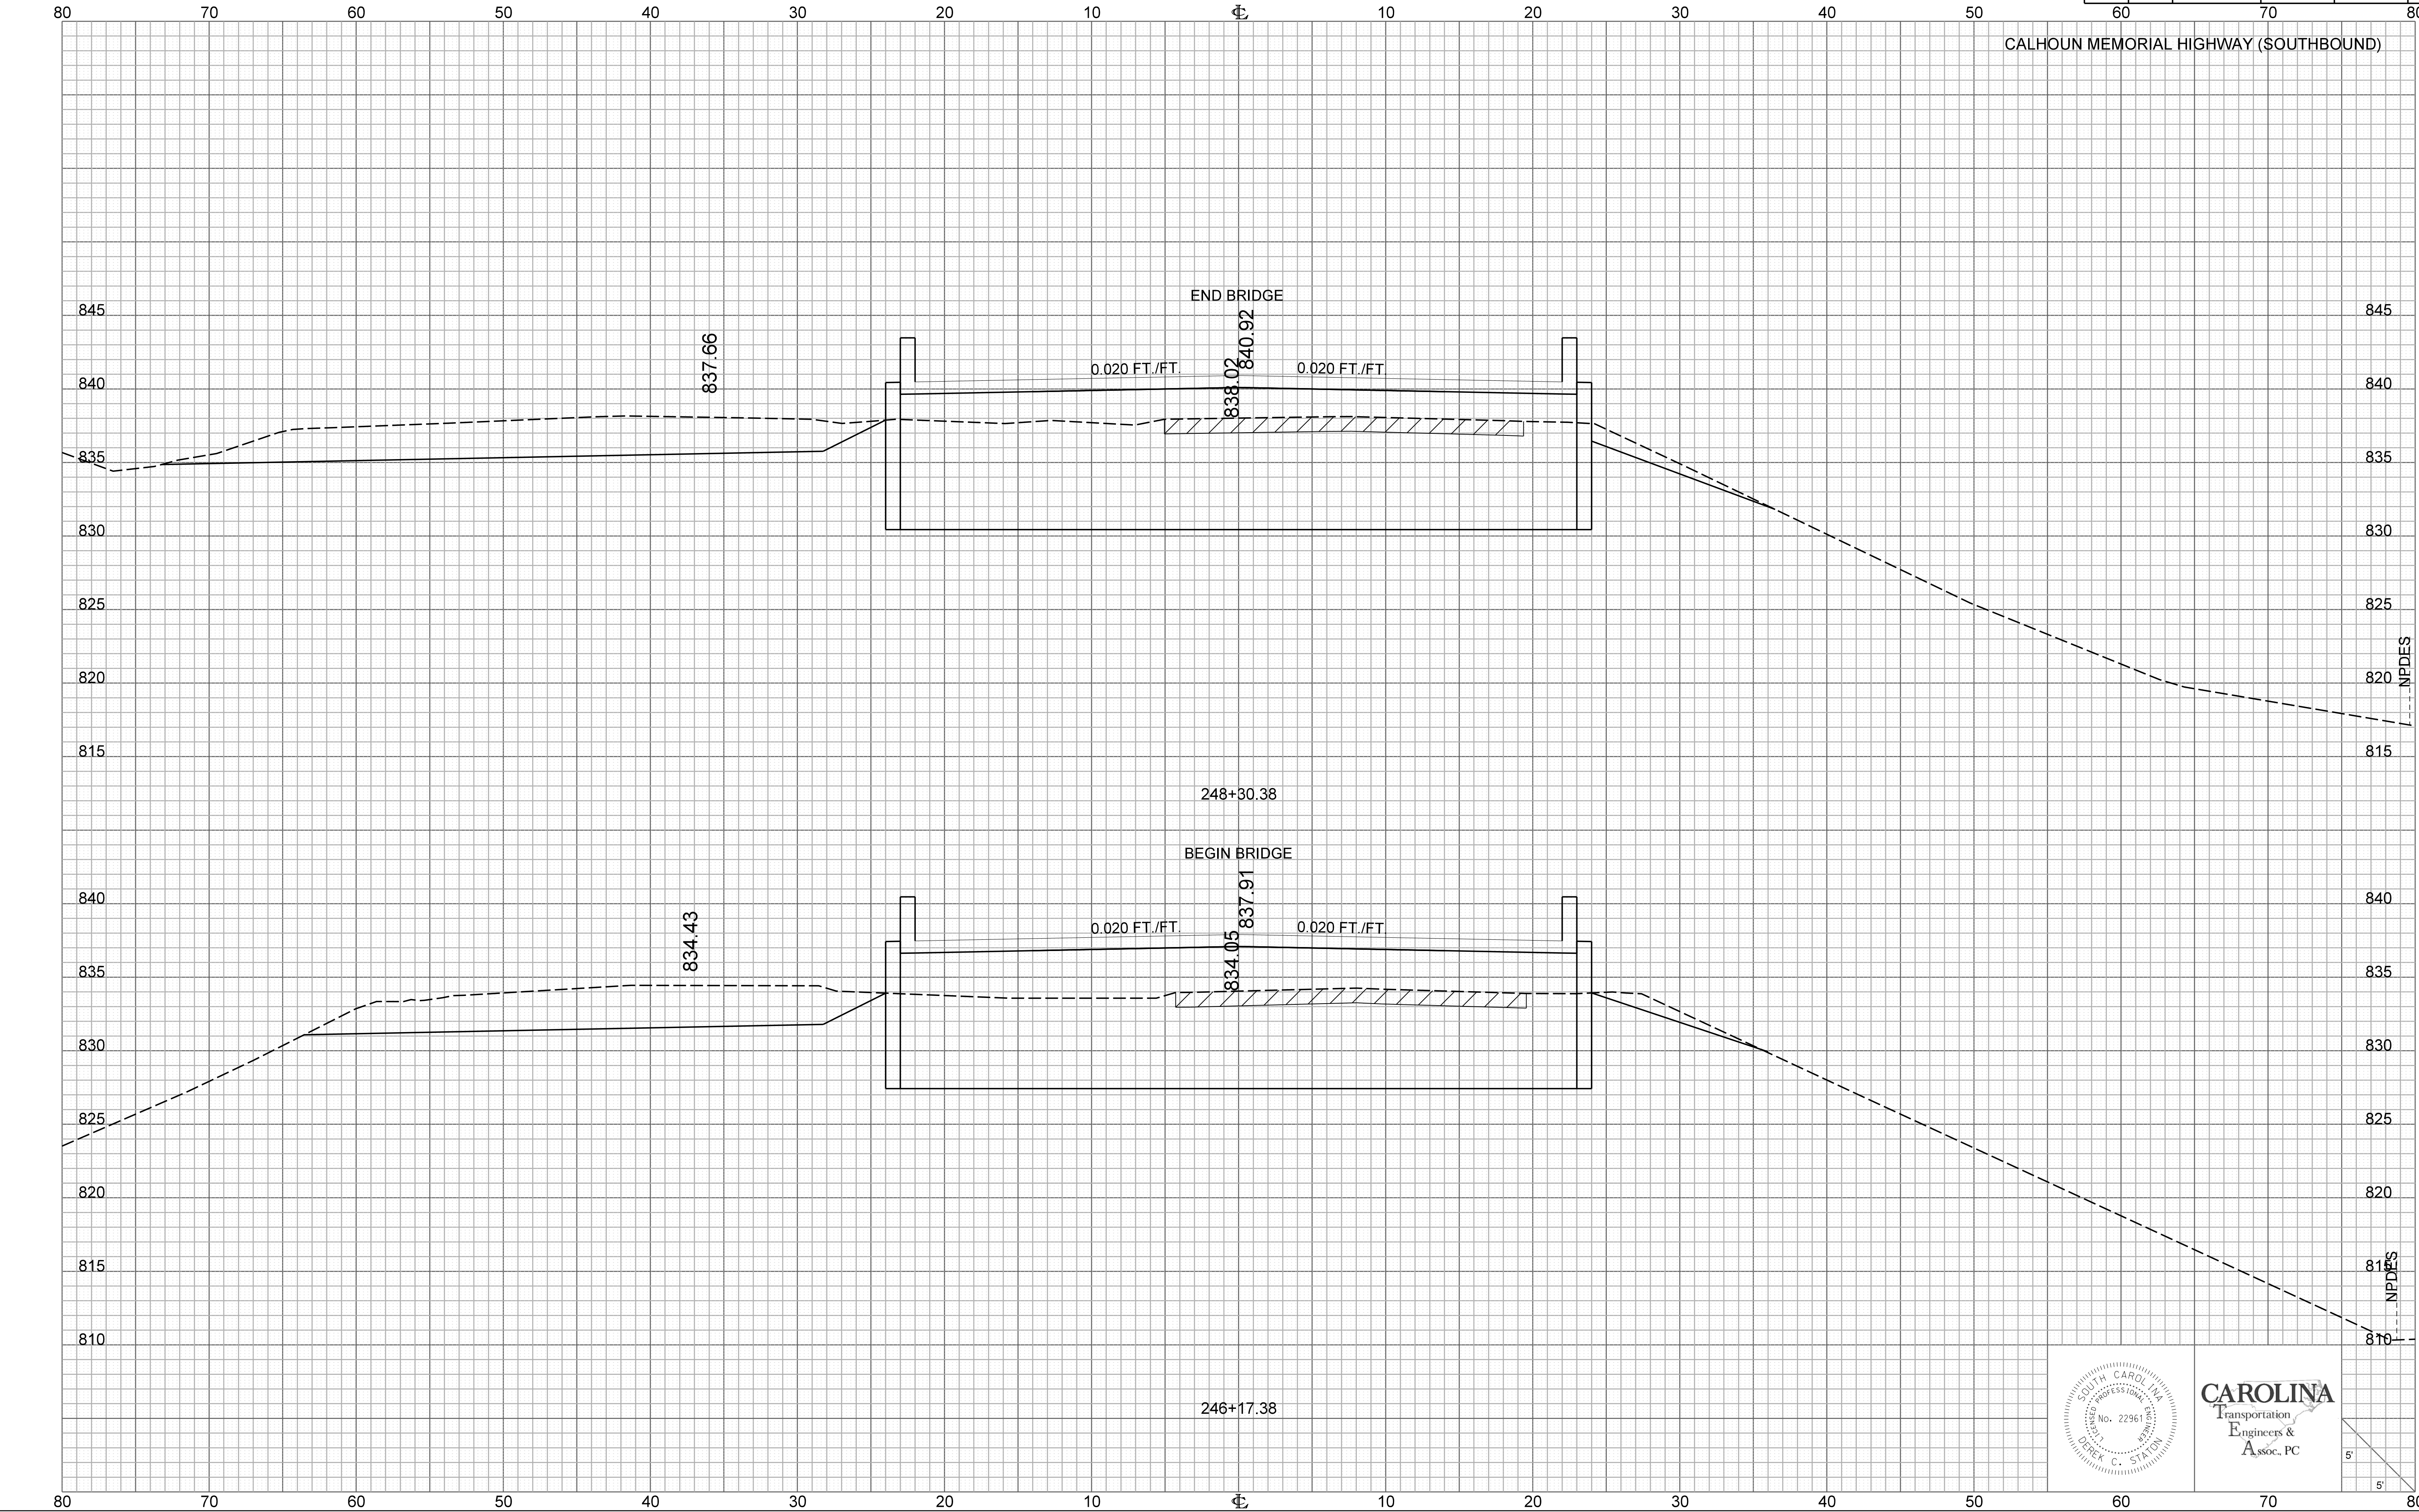 80 70 60 50 40 30 20 10 ℄ 10 20 30 40 50 60 70 80
CALHOUN MEMORIAL HIGHWAY (SOUTHBOUND)
END BRIDGE
845 845
837.66
838.02
840.92
0.020 FT./FT. 0.020 FT./FT.
840 840
835 835
830 830
825 825
820 820
NPDES
815 815
248+30.38
BEGIN BRIDGE
840 840
834.43
834.05
837.91
0.020 FT./FT. 0.020 FT./FT.
835 835
830 830
825 825
820 820
815 815
NPDES
810 810
246+17.38
SOUTH CAROLINA
LICENSED PROFESSIONAL ENGINEER
No. 22961
DEREK C. STATON
CAROLINA
Transportation
Engineers &
Assoc., PC
5'
5'
80 70 60 50 40 30 20 10 ℄ 10 20 30 40 50 60 70 80